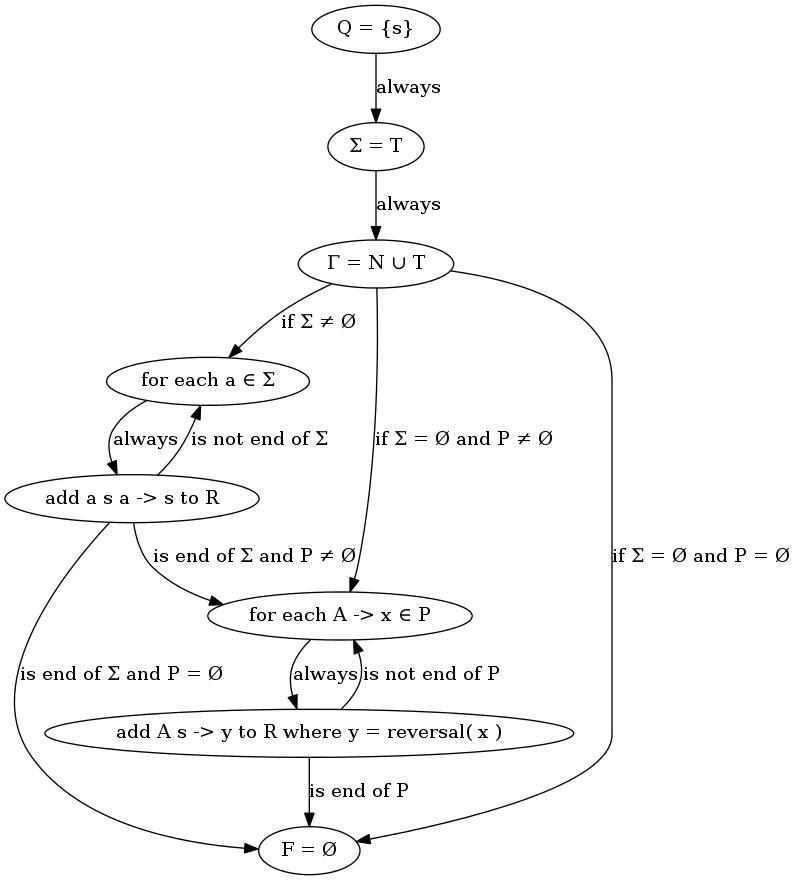 Q = {s}
always
Σ = T
always
Γ = N ∪ T
if Σ ≠ Ø
for each a ∈ Σ
always
is not end of Σ
if Σ = Ø and P ≠ Ø
add a s a -> s to R
is end of Σ and P ≠ Ø
if Σ = Ø and P = Ø
for each A -> x ∈ P
is end of Σ and P = Ø
always
is not end of P
add A s -> y to R where y = reversal( x )
is end of P
F = Ø